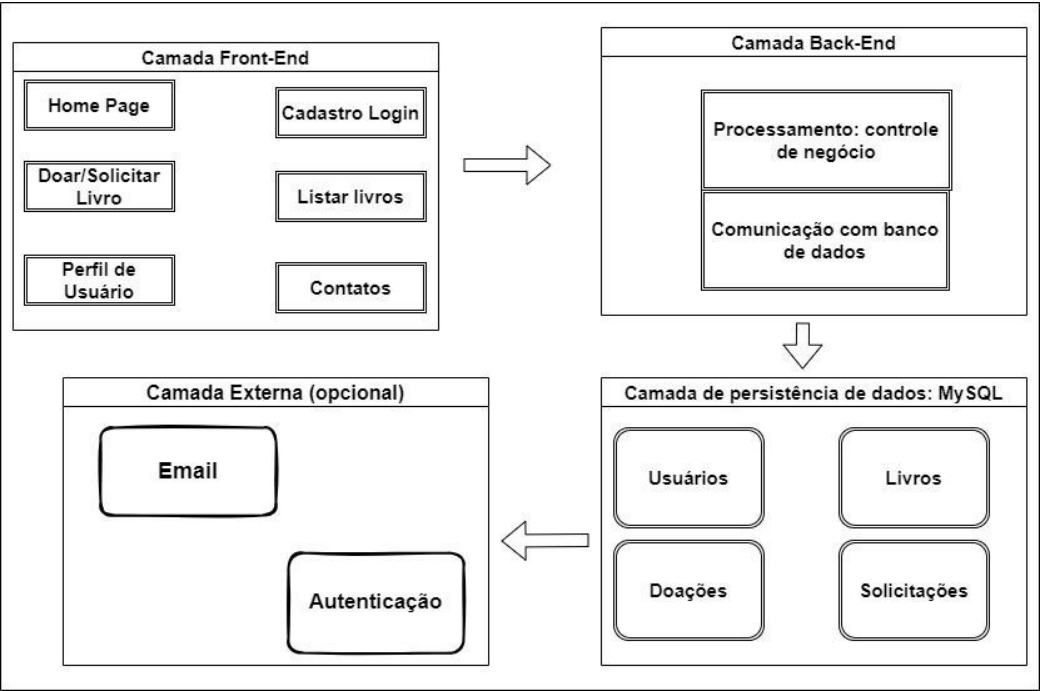 Camada Front-End
Home Page
Cadastro Login
Doar/Solicitar
Livro
Listar livros
Perfil de
Usuário
Contatos
Camada Back-End
Processamento: controle
de negócio
Comunicação com banco
de dados
Camada Externa (opcional)
Email
Autenticação
Camada de persistência de dados: MySQL
Usuários
Livros
Doações
Solicitações